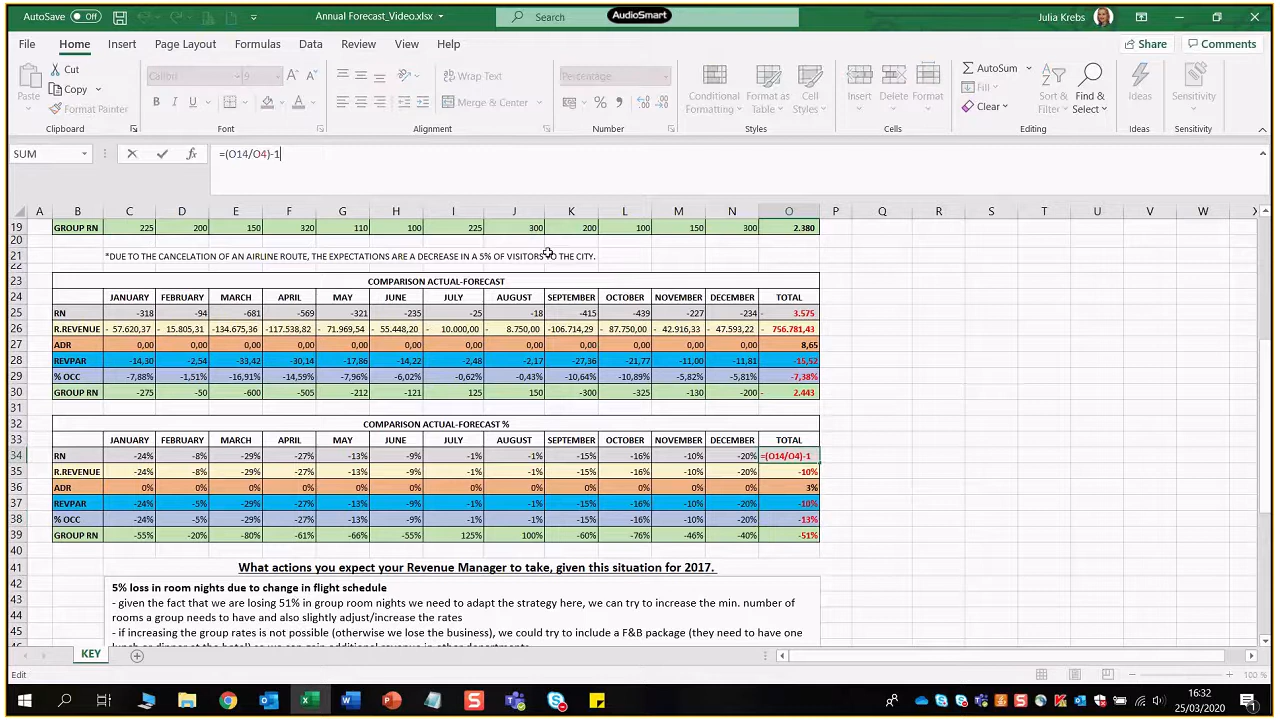 AutoSave Off Annual Forecast_Video.xlsx Search AudioSmart Julia Krebs
File Home Insert Page Layout Formulas Data Review View Help Share Comments
Cut Calibri 9 Wrap Text Percentage AutoSum
Paste Copy Merge & Center Conditional Formatting Format as Table Cell Styles Insert Delete Format Fill Sort & Filter Find & Select Ideas Sensitivity
Format Painter Clear
Clipboard Font Alignment Number Styles Cells Editing Ideas Sensitivity
SUM fx =(O14/O4)-1
A B C D E F G H I J K L M N O P Q R S T U V W X
19 GROUP RN 225 200 150 300 110 100 225 300 200 100 150 300 2.380
20
21 *DUE TO THE CANCELATION OF AN AIRLINE ROUTE, THE EXPECTATIONS ARE A DECREASE IN A 5% OF VISITORS TO THE CITY.
22
23 COMPARISON ACTUAL-FORECAST
24 JANUARY FEBRUARY MARCH APRIL MAY JUNE JULY AUGUST SEPTEMBER OCTOBER NOVEMBER DECEMBER TOTAL
25 RN -318 -94 -681 -569 -321 -235 -25 -18 -415 -439 -227 -234 - 3.575
26 R.REVENUE - 57.620,37 - 15.805,31 -134.675,36 -117.538,82 - 71.969,54 - 55.448,20 - 10.000,00 - 8.750,00 -106.714,29 - 87.750,00 - 42.916,33 - 47.593,22 - 756.781,43
27 ADR 0,00 0,00 0,00 0,00 0,00 0,00 0,00 0,00 0,00 0,00 0,00 0,00 8,65
28 REVPAR -14,30 -2,54 -33,42 -30,14 -17,86 -14,22 -2,48 -2,17 -27,36 -21,77 -11,00 -11,81 -15,52
29 % OCC -7,88% -1,51% -16,91% -14,59% -7,96% -6,02% -0,62% -0,43% -10,64% -10,89% -5,82% -5,81% -7,38%
30 GROUP RN -275 -50 -600 -505 -212 -121 125 150 -300 -325 -130 -200 - 2.443
31
32 COMPARISON ACTUAL-FORECAST %
33 JANUARY FEBRUARY MARCH APRIL MAY JUNE JULY AUGUST SEPTEMBER OCTOBER NOVEMBER DECEMBER TOTAL
34 RN -24% -8% -29% -27% -13% -9% -1% -1% -15% -16% -10% -20% =(O14/O4)-1
35 R.REVENUE -24% -8% -29% -27% -13% -9% -1% -1% -15% -16% -10% -20% -10%
36 ADR 0% 0% 0% 0% 0% 0% 0% 0% 0% 0% 0% 0% 3%
37 REVPAR -24% -5% -29% -27% -13% -9% -1% -1% -15% -16% -10% -20% -10%
38 % OCC -24% -5% -29% -27% -13% -9% -1% -1% -15% -16% -10% -20% -13%
39 GROUP RN -55% -20% -80% -61% -66% -55% 125% 100% -60% -76% -46% -40% -51%
40
41 What actions you expect your Revenue Manager to take, given this situation for 2017.
42 5% loss in room nights due to change in flight schedule
43 - given the fact that we are losing 51% in group room nights we need to adapt the strategy here, we can try to increase the min. number of
44 rooms a group needs to have and also slightly adjust/increase the rates
45 - if increasing the group rates is not possible (otherwise we lose the business), we could try to include a F&B package (they need to have one
KEY
Edit 100 %
16:32
25/03/2020